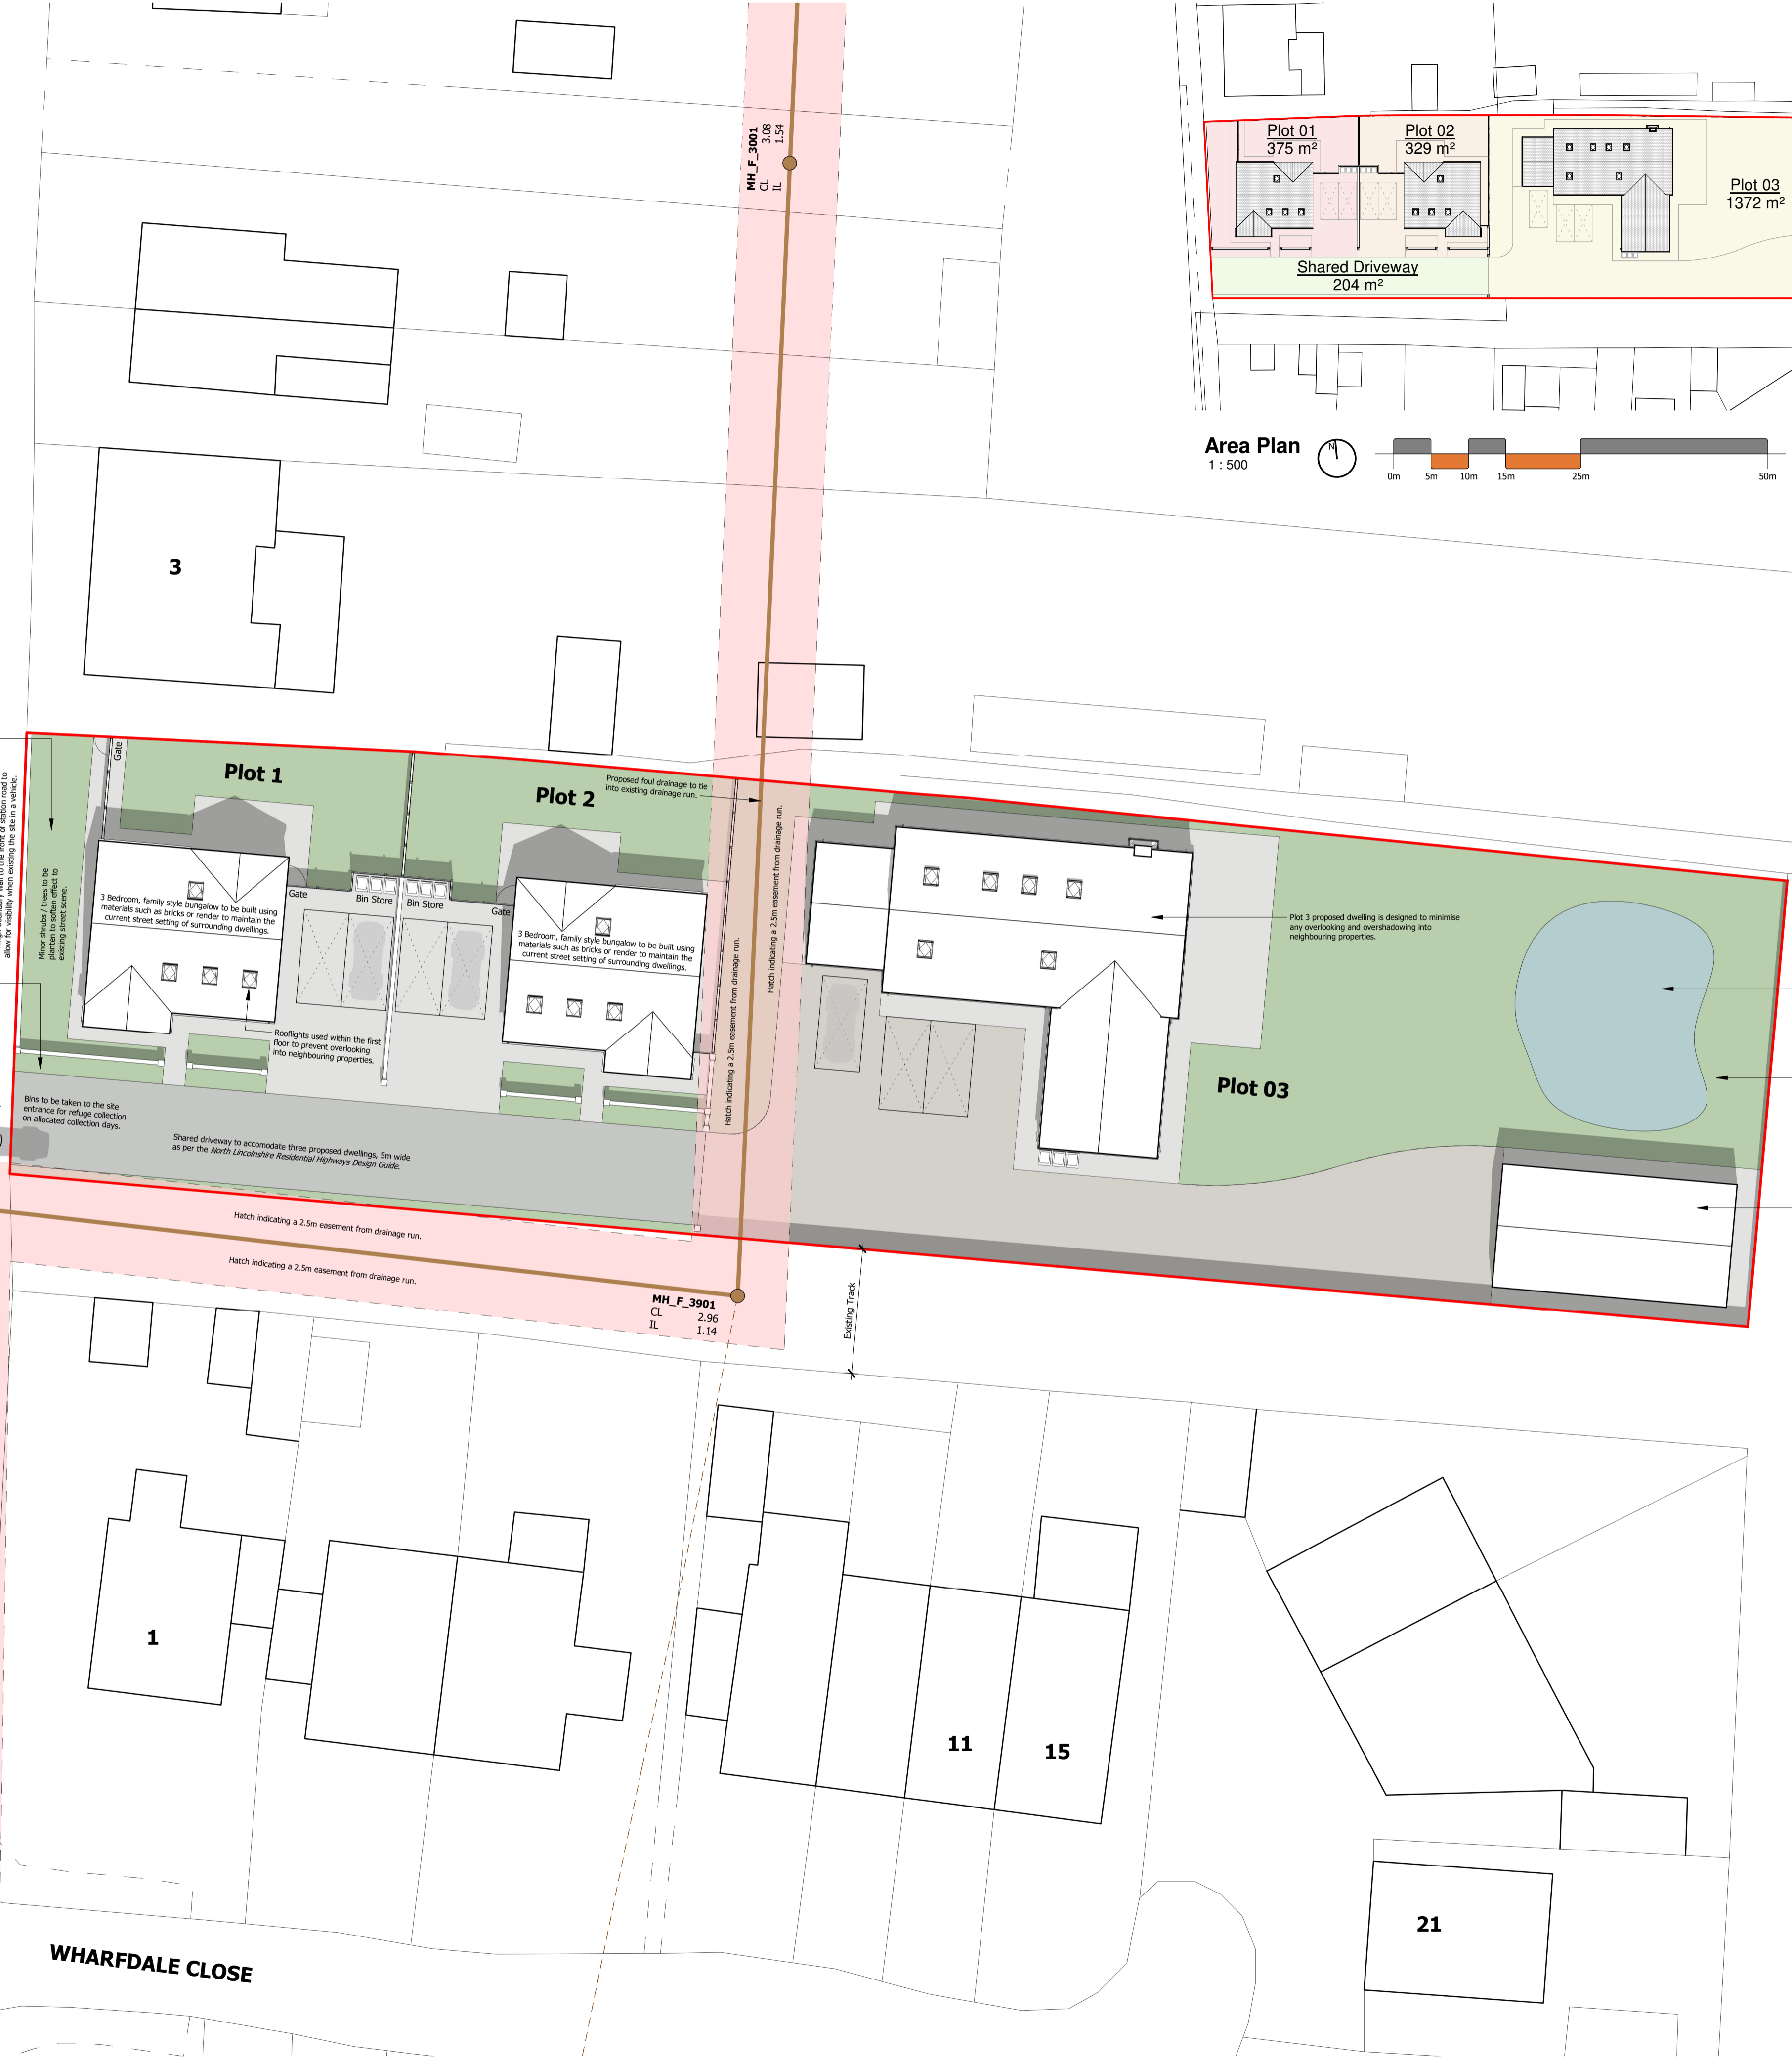 MH_F_3001
CL 3.08
IL 1.54
Plot 01
375 m²
Plot 02
329 m²
Plot 03
1372 m²
Shared Driveway
204 m²
Area Plan
1 : 500
N
0m 5m 10m 15m 25m 50m
3
allow for visibility when existing the site in a vehicle.
Minor shrubs / trees to be
planten to soften effect to
existing street scene.
Gate
Plot 1
Plot 2
Proposed foul drainage to tie
into existing drainage run.
3 Bedroom, family style bungalow to be built using
materials such as bricks or render to maintain the
current street setting of surrounding dwellings.
Gate
Bin Store
Bin Store
Gate
3 Bedroom, family style bungalow to be built using
materials such as bricks or render to maintain the
current street setting of surrounding dwellings.
Rooflights used within the first
floor to prevent overlooking
into neighbouring properties.
Hatch indicating a 2.5m easement from drainage run.
Hatch indicating a 2.5m easement from drainage run.
Plot 3 proposed dwelling is designed to minimise
any overlooking and overshadowing into
neighbouring properties.
Plot 03
Bins to be taken to the site
entrance for refuge collection
on allocated collection days.
Shared driveway to accomodate three proposed dwellings, 5m wide
as per the North Lincolnshire Residential Highways Design Guide.
Hatch indicating a 2.5m easement from drainage run.
Hatch indicating a 2.5m easement from drainage run.
MH_F_3901
CL 2.96
IL 1.14
Existing Track
1
11
15
21
WHARFDALE CLOSE